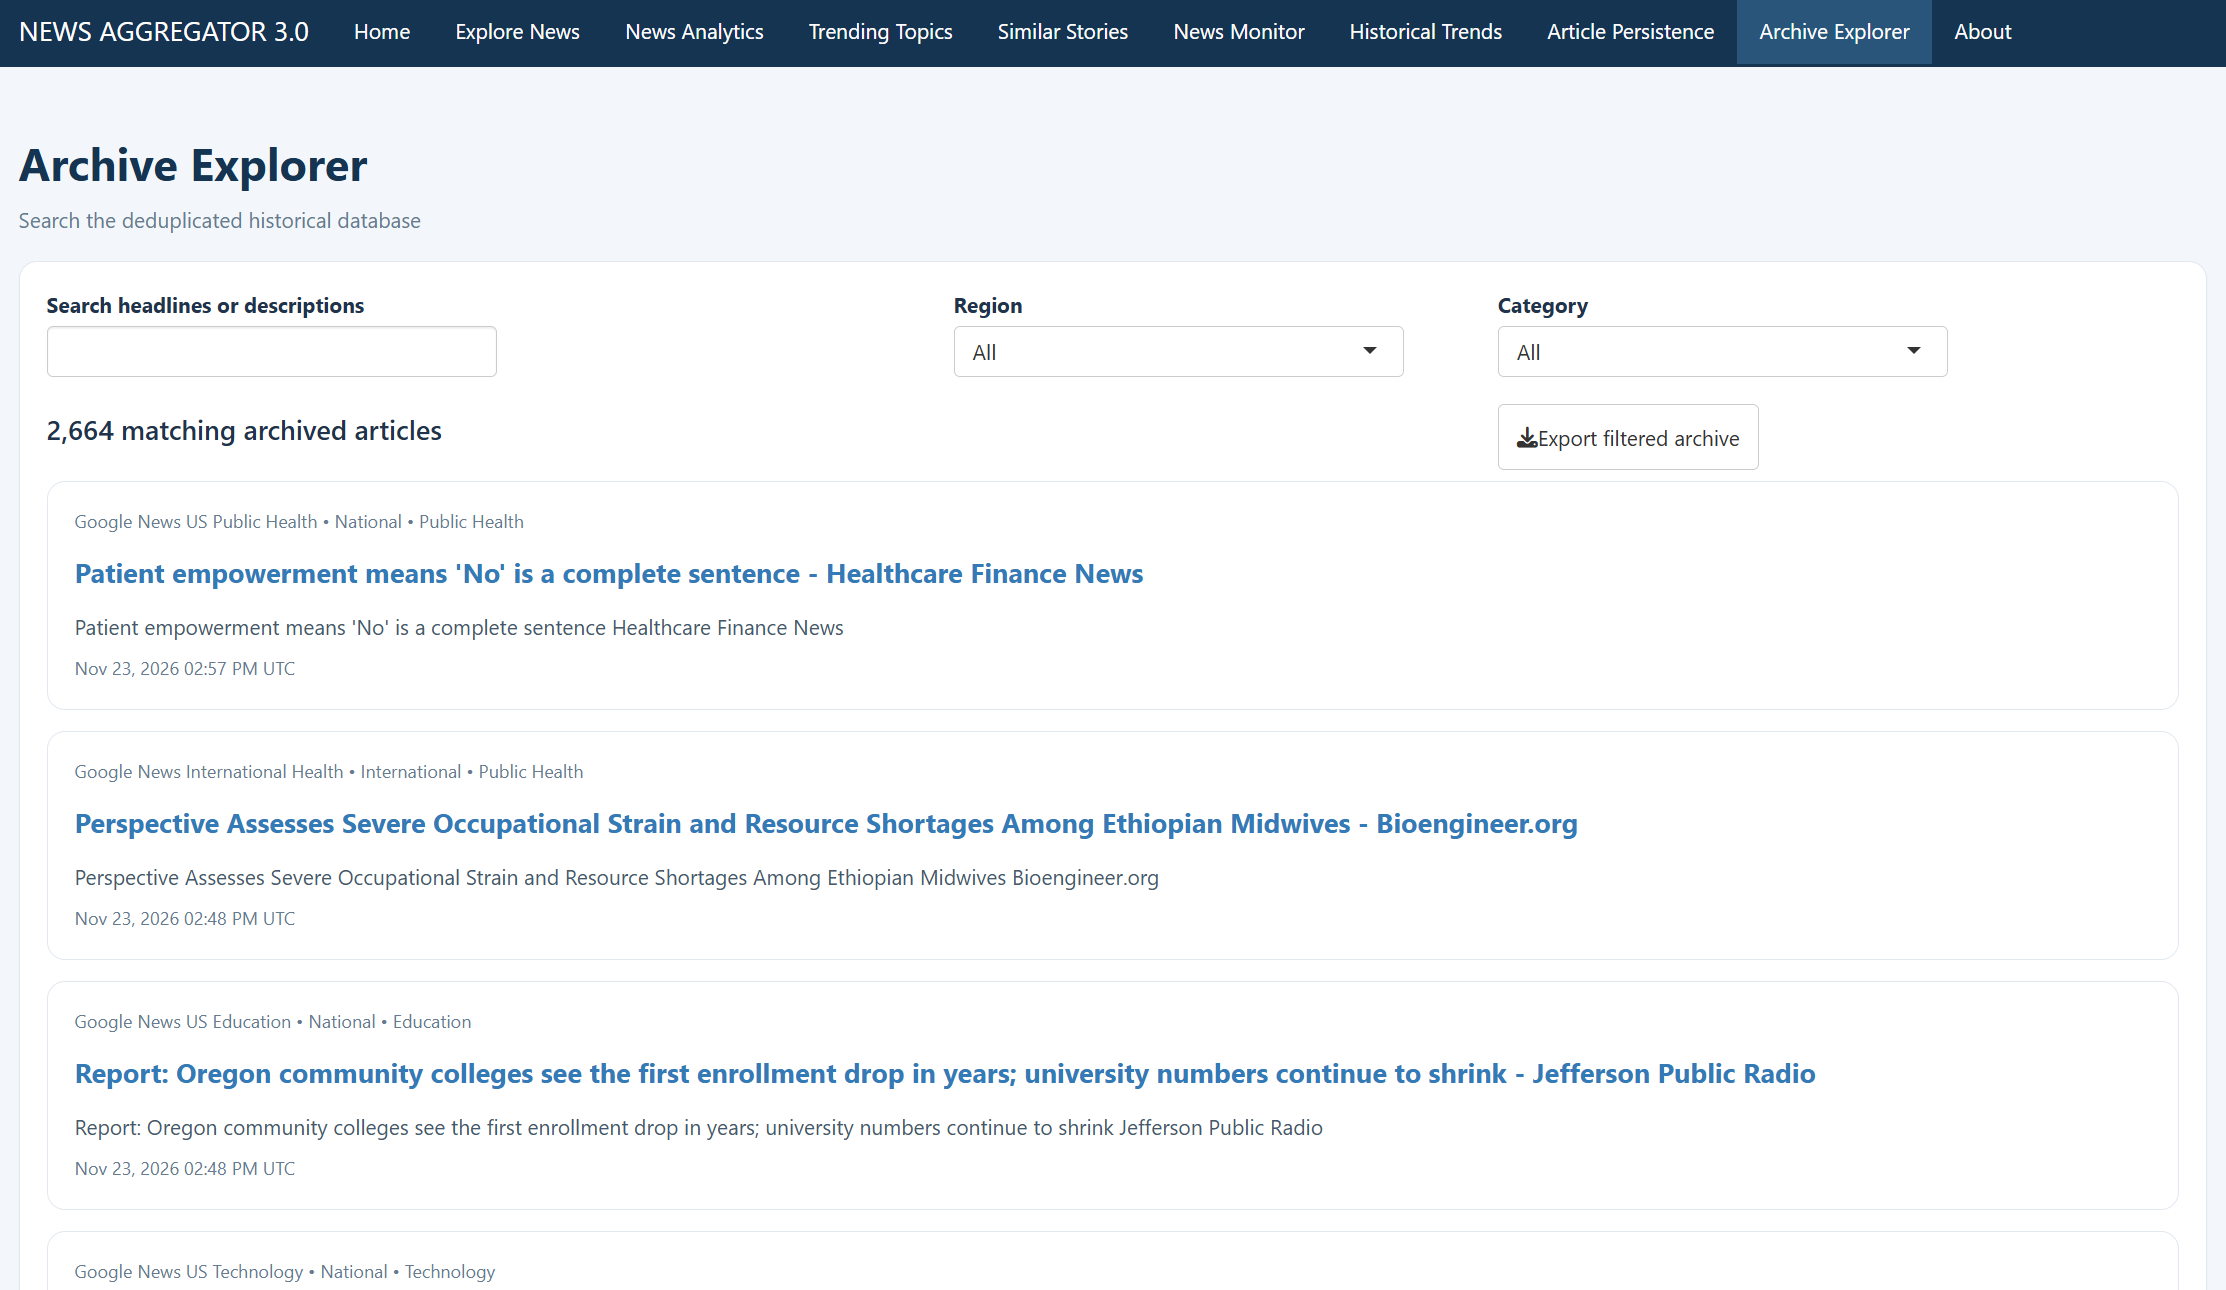 NEWS AGGREGATOR 3.0 Home Explore News News Analytics Trending Topics Similar Stories News Monitor Historical Trends Article Persistence Archive Explorer About
Archive Explorer
Search the deduplicated historical database
Search headlines or descriptions Region Category
All All
2,664 matching archived articles Export filtered archive
Google News US Public Health • National • Public Health
Patient empowerment means 'No' is a complete sentence - Healthcare Finance News
Patient empowerment means 'No' is a complete sentence Healthcare Finance News
Nov 23, 2026 02:57 PM UTC
Google News International Health • International • Public Health
Perspective Assesses Severe Occupational Strain and Resource Shortages Among Ethiopian Midwives - Bioengineer.org
Perspective Assesses Severe Occupational Strain and Resource Shortages Among Ethiopian Midwives Bioengineer.org
Nov 23, 2026 02:48 PM UTC
Google News US Education • National • Education
Report: Oregon community colleges see the first enrollment drop in years; university numbers continue to shrink - Jefferson Public Radio
Report: Oregon community colleges see the first enrollment drop in years; university numbers continue to shrink Jefferson Public Radio
Nov 23, 2026 02:48 PM UTC
Google News US Technology • National • Technology